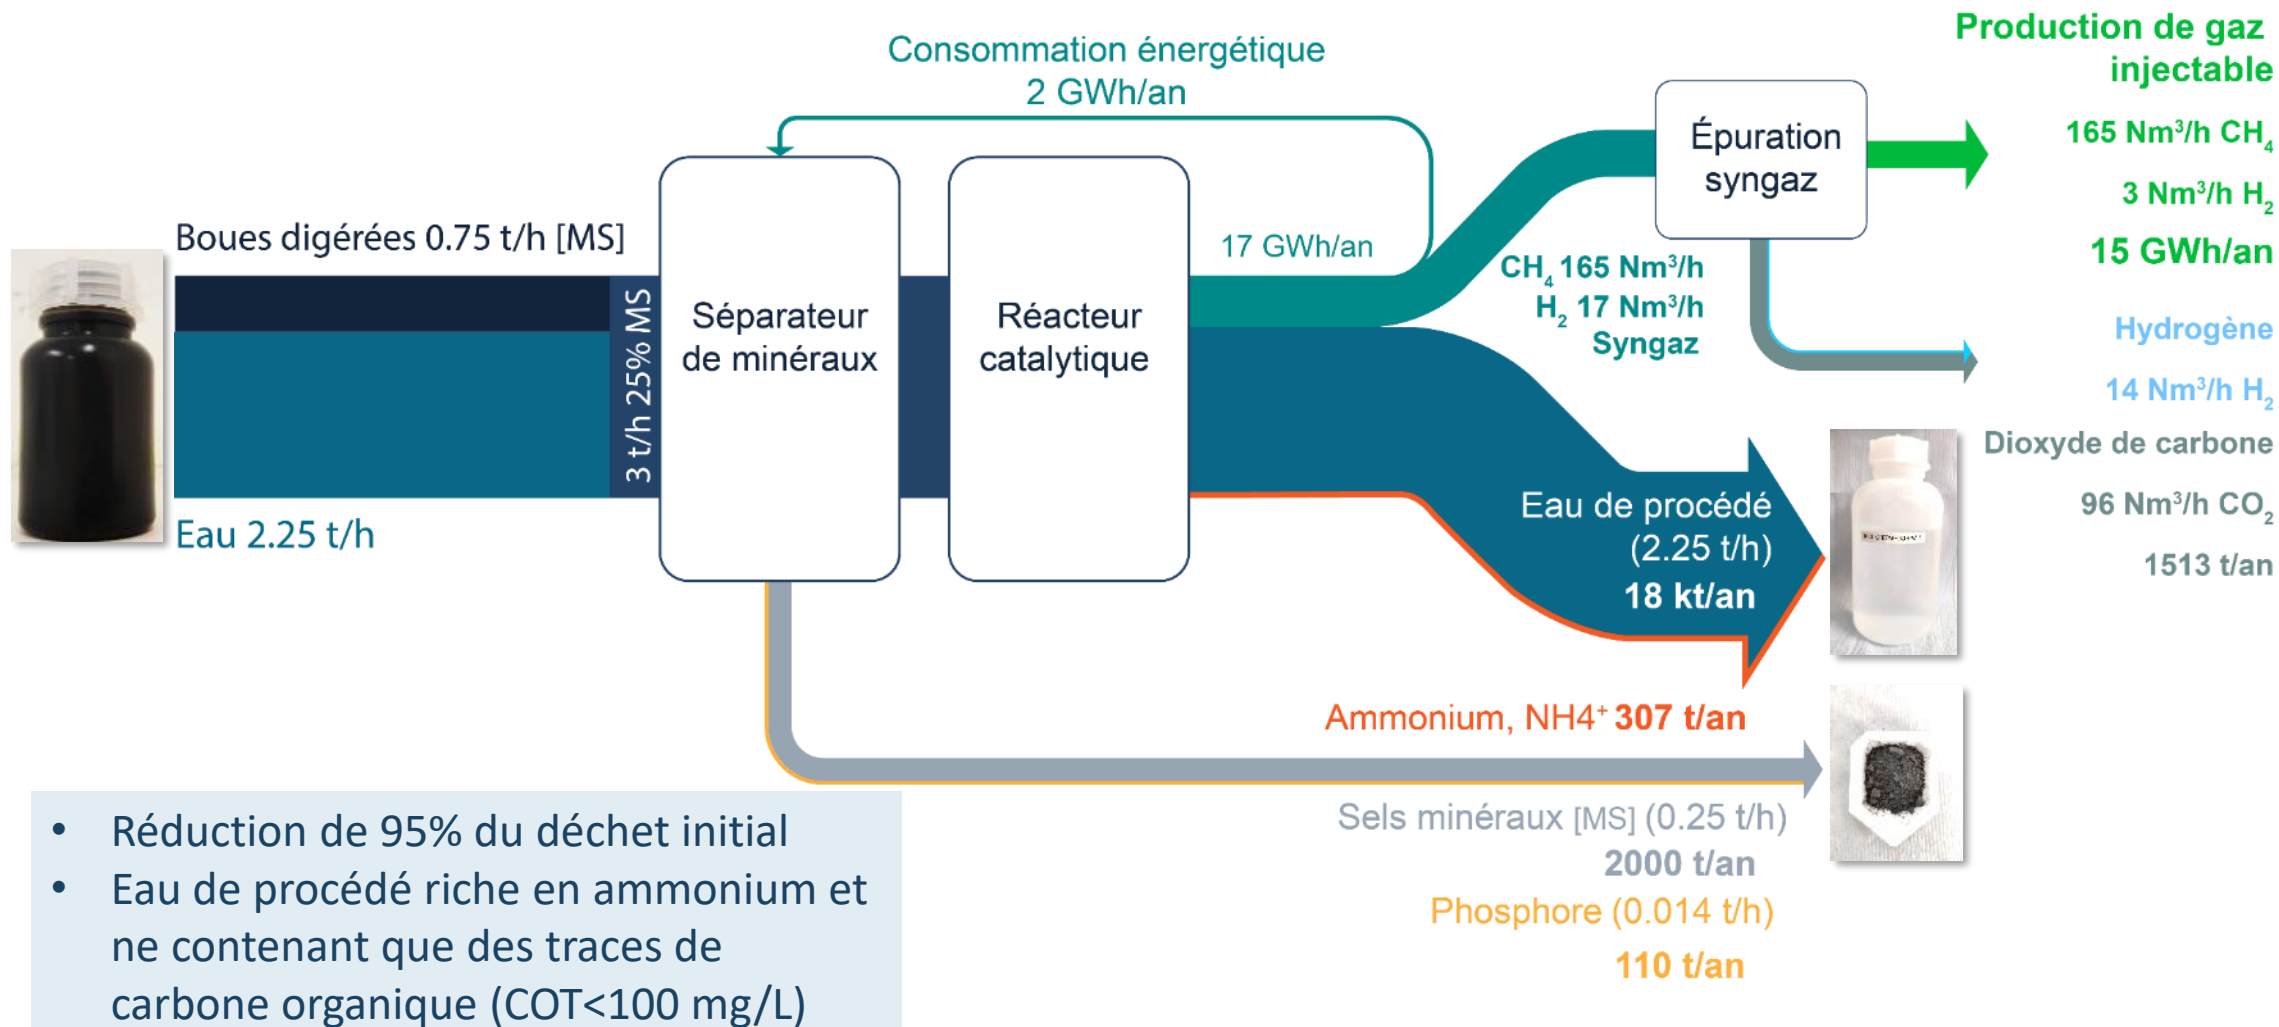 Production de gaz
injectable
165 Nm³/h CH₄
3 Nm³/h H₂
15 GWh/an
Consommation énergétique
2 GWh/an
Épuration
syngaz
Boues digérées 0.75 t/h [MS]
3 t/h 25% MS
Eau 2.25 t/h
Séparateur
de minéraux
Réacteur
catalytique
17 GWh/an
CH₄ 165 Nm³/h
H₂ 17 Nm³/h
Syngaz
Hydrogène
14 Nm³/h H₂
Dioxyde de carbone
96 Nm³/h CO₂
1513 t/an
Eau de procédé
(2.25 t/h)
18 kt/an
Ammonium, NH4⁺ 307 t/an
Sels minéraux [MS] (0.25 t/h)
2000 t/an
Phosphore (0.014 t/h)
110 t/an
• Réduction de 95% du déchet initial
• Eau de procédé riche en ammonium et
ne contenant que des traces de
carbone organique (COT<100 mg/L)